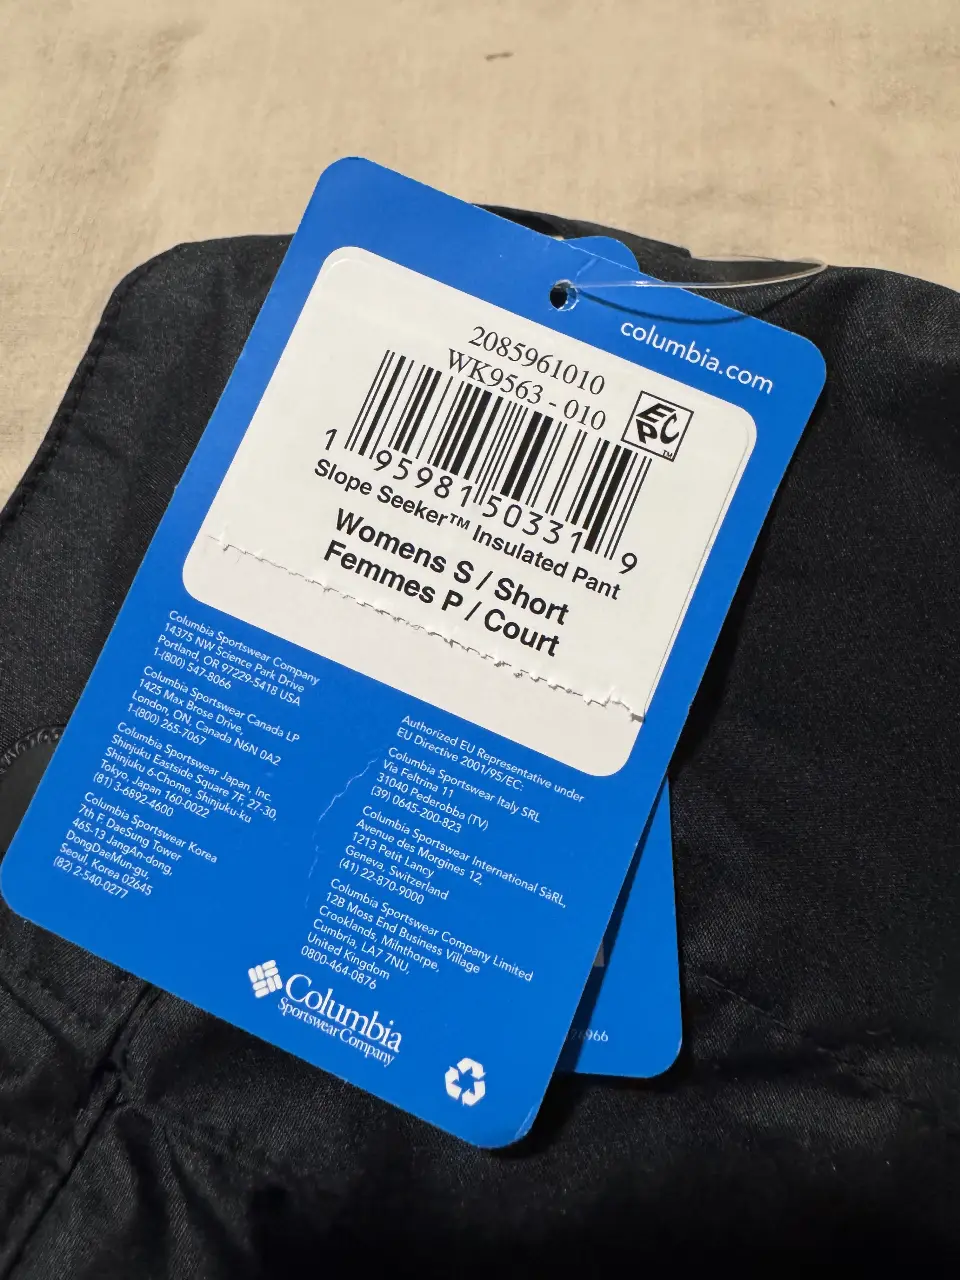 columbia.com
2085961010
WK9563 - 010
EPC
TM
1 95981 50331 9
Slope Seeker™ Insulated Pant
Womens S / Short
Femmes P / Court
Columbia Sportswear Company
14375 NW Science Park Drive
Portland, OR 97229-5418 USA
1-(800) 547-8066
Columbia Sportswear Canada LP
1425 Max Brose Drive,
London, ON, Canada N6N 0A2
1-(800) 265-7067
Columbia Sportswear Japan, Inc.
Shinjuku Eastside Square 7F, 27-30,
Shinjuku 6-Chome, Shinjuku-ku
Tokyo, Japan 160-0022
(81) 3-6892-4600
Columbia Sportswear Korea
7th F. DaeSung Tower
465-13 JangAn-dong,
DongDaeMun-gu,
Seoul, Korea 02645
(82) 2-540-0277
Authorized EU Representative under
EU Directive 2001/95/EC:
Columbia Sportswear Italy SRL
Via Feltrina 11
31040 Pederobba (TV)
(39) 0645-200-823
Columbia Sportswear International SàRL,
Avenue des Morgines 12,
1213 Petit Lancy
Geneva, Switzerland
(41) 22-870-9000
Columbia Sportswear Company Limited
12B Moss End Business Village
Crooklands, Milnthorpe,
Cumbria, LA7 7NU,
United Kingdom
0800-464-0876
Columbia
Sportswear Company